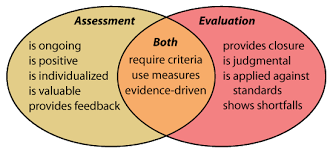 Assessment
Evaluation
Both
is ongoing
is positive
is individualized
is valuable
provides feedback
require criteria
use measures
evidence-driven
provides closure
is judgmental
is applied against
standards
shows shortfalls